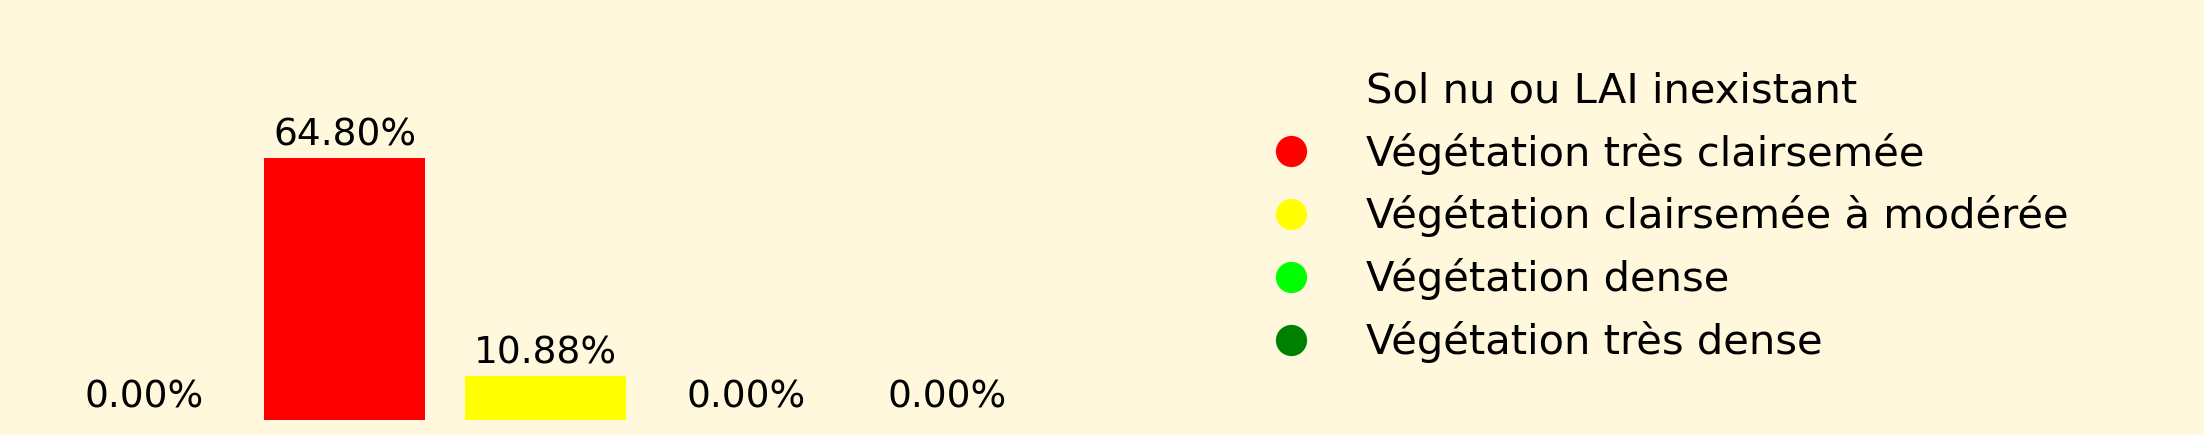 64.80%
10.88%
0.00%
0.00%
0.00%
Sol nu ou LAI inexistant
Végétation très clairsemée
Végétation clairsemée à modérée
Végétation dense
Végétation très dense